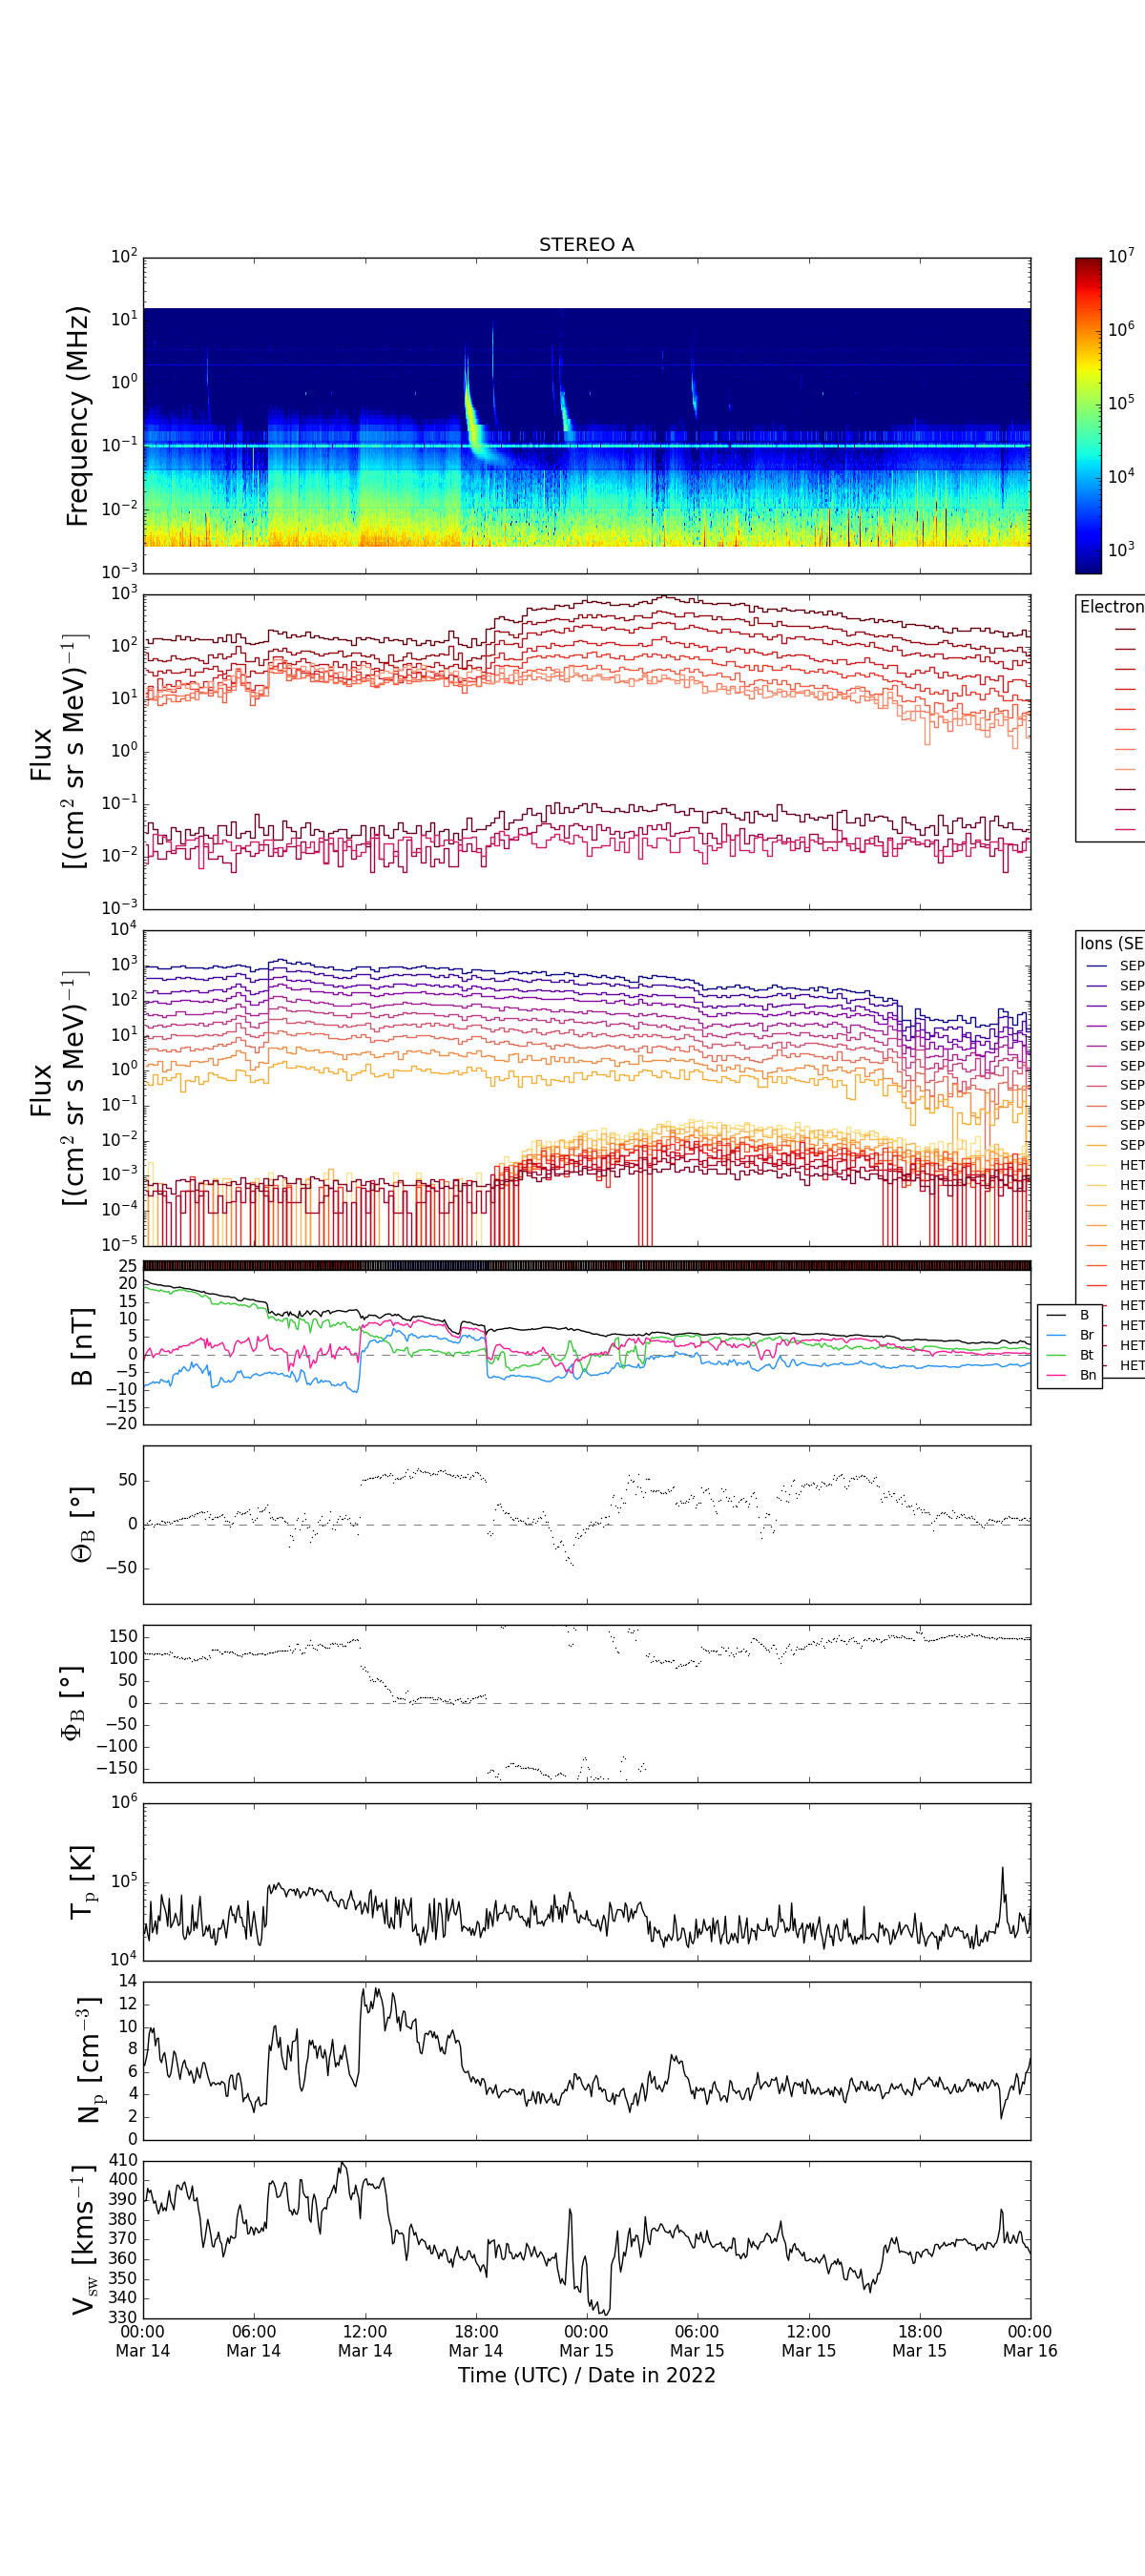 STEREO A
10²
10¹
10⁰
10⁻¹
10⁻²
10⁻³
Frequency (MHz)
10⁷
10⁶
10⁵
10⁴
10³
10³
10²
10¹
10⁰
10⁻¹
10⁻²
10⁻³
Flux
[(cm² sr s MeV)⁻¹]
Electron
10⁴
10³
10²
10¹
10⁰
10⁻¹
10⁻²
10⁻³
10⁻⁴
10⁻⁵
Flux
[(cm² sr s MeV)⁻¹]
Ions (SE
SEP
SEP
SEP
SEP
SEP
SEP
SEP
SEP
SEP
SEP
HET
HET
HET
HET
HET
HET
HET
HET
HET
HET
HET
25
20
15
10
5
0
−5
−10
−15
−20
B [nT]
B
Br
Bt
Bn
50
0
−50
Θ_B [°]
150
100
50
0
−50
−100
−150
Φ_B [°]
10⁶
10⁵
10⁴
T_p [K]
14
12
10
8
6
4
2
0
N_p [cm⁻³]
410
400
390
380
370
360
350
340
330
V_sw [kms⁻¹]
00:00 06:00 12:00 18:00 00:00 06:00 12:00 18:00 00:00
Mar 14 Mar 14 Mar 14 Mar 14 Mar 15 Mar 15 Mar 15 Mar 15 Mar 16
Time (UTC) / Date in 2022